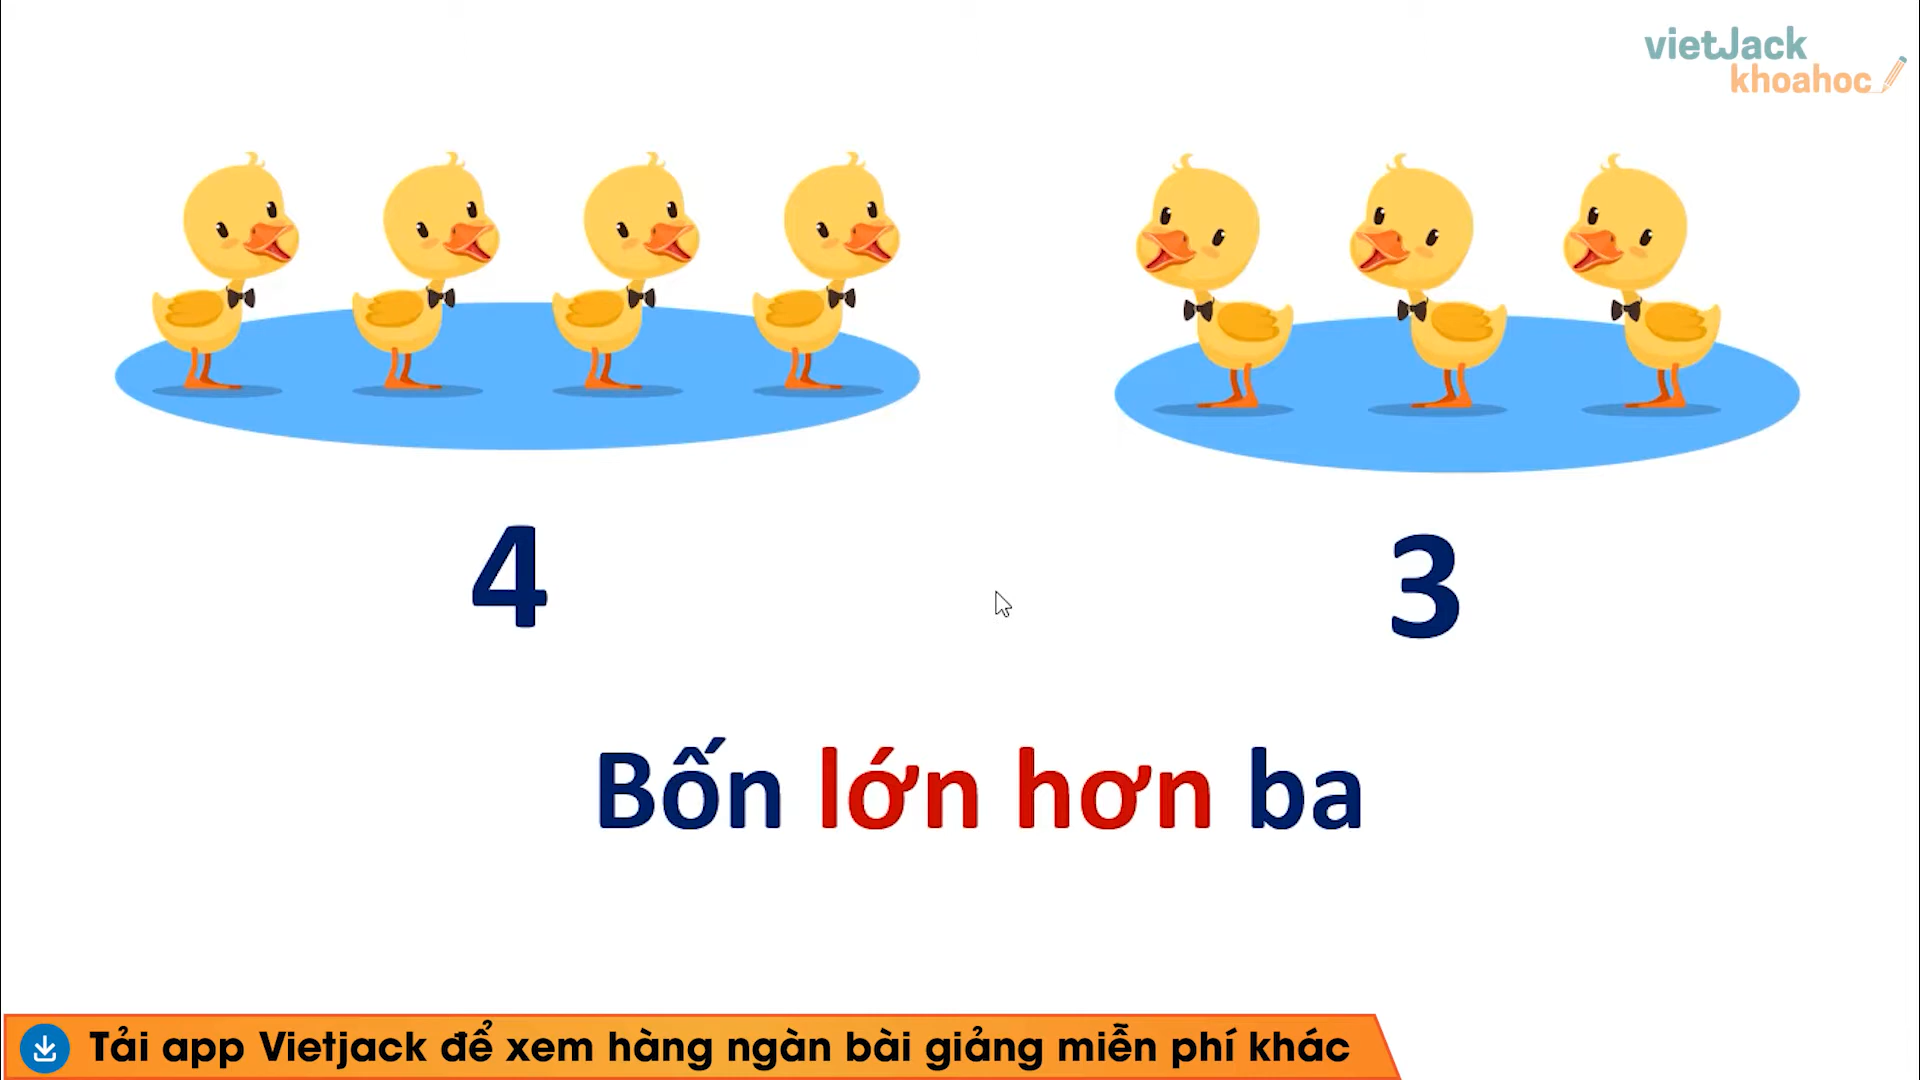 vietJack
khoahoc
4
3
Bốn lớn hơn ba
Tải app Vietjack để xem hàng ngàn bài giảng miễn phí khác